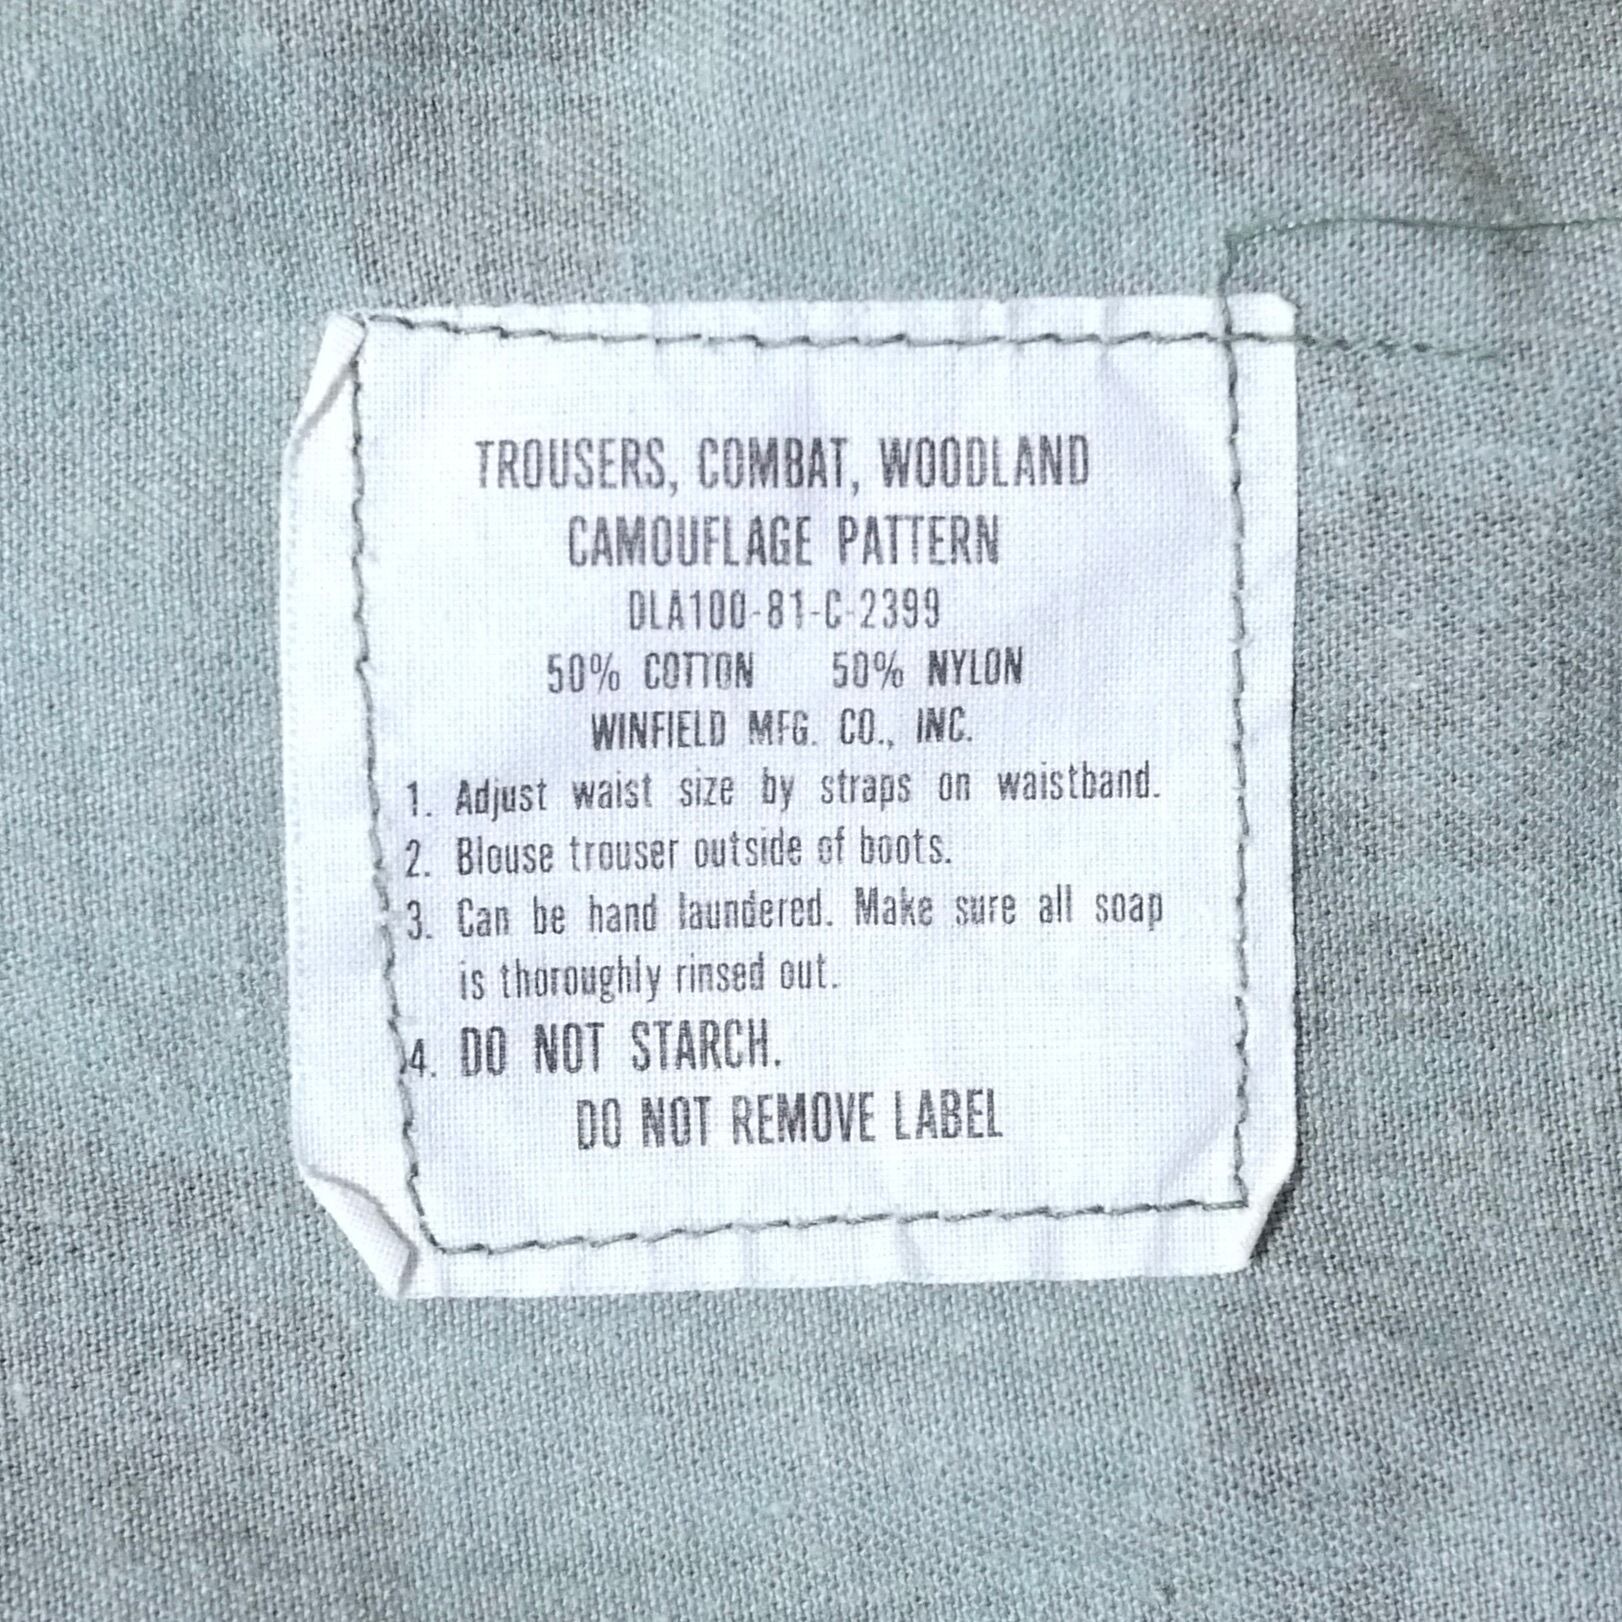 TROUSERS, COMBAT, WOODLAND
CAMOUFLAGE PATTERN
DLA100-81-C-2399
50% COTTON 50% NYLON
WINFIELD MFG. CO., INC.
1. Adjust waist size by straps on waistband.
2. Blouse trouser outside of boots.
3. Can be hand laundered. Make sure all soap
is thoroughly rinsed out.
4. DO NOT STARCH.
DO NOT REMOVE LABEL